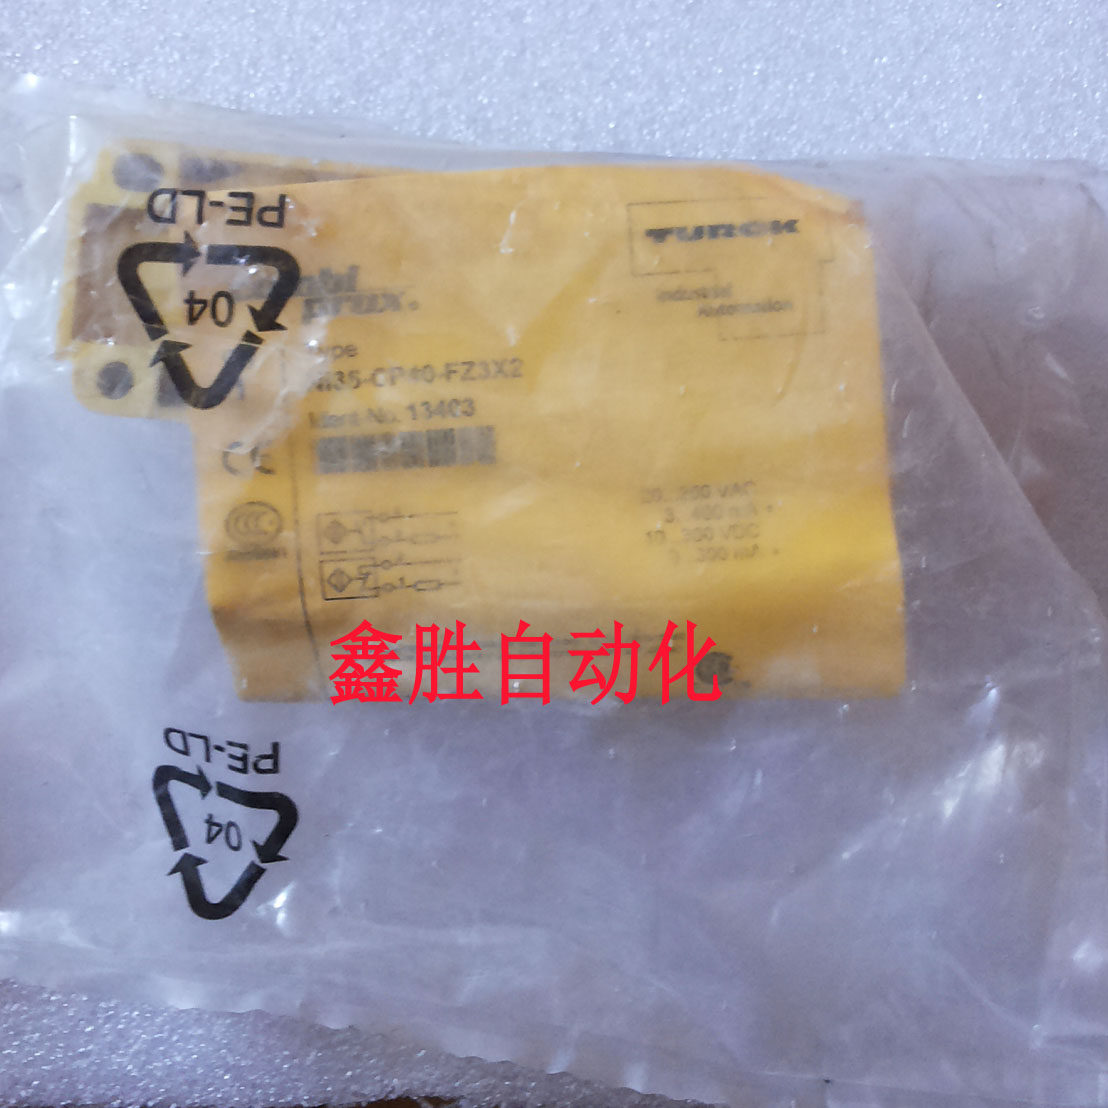 PE-LD
04
TURCK
Industrial
Automation
prox.
Type
Ni35-CP40-FZ3X2
Ident-No. 13403
CE
20...250 VAC
3...400 mA
10...300 VDC
3...300 mA
鑫胜自动化
PE-LD
04